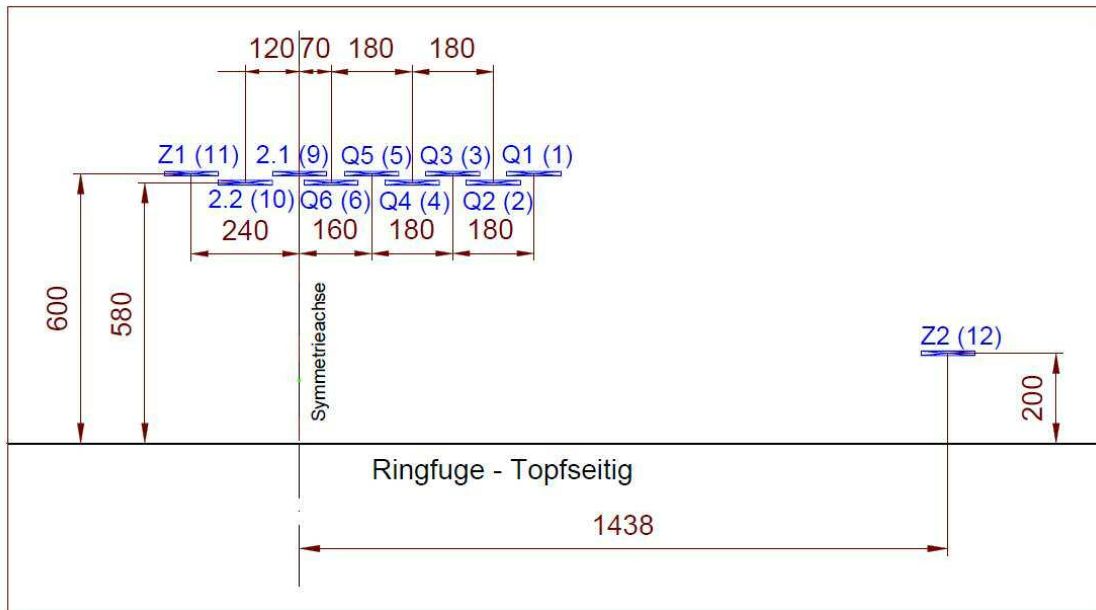 120 70 180 180
Z1 (11) 2.1 (9) Q5 (5) Q3 (3) Q1 (1)
2.2 (10) Q6 (6) Q4 (4) Q2 (2)
240 160 180 180
600
580
Symmetrieachse
Z2 (12)
200
Ringfuge - Topfseitig
1438